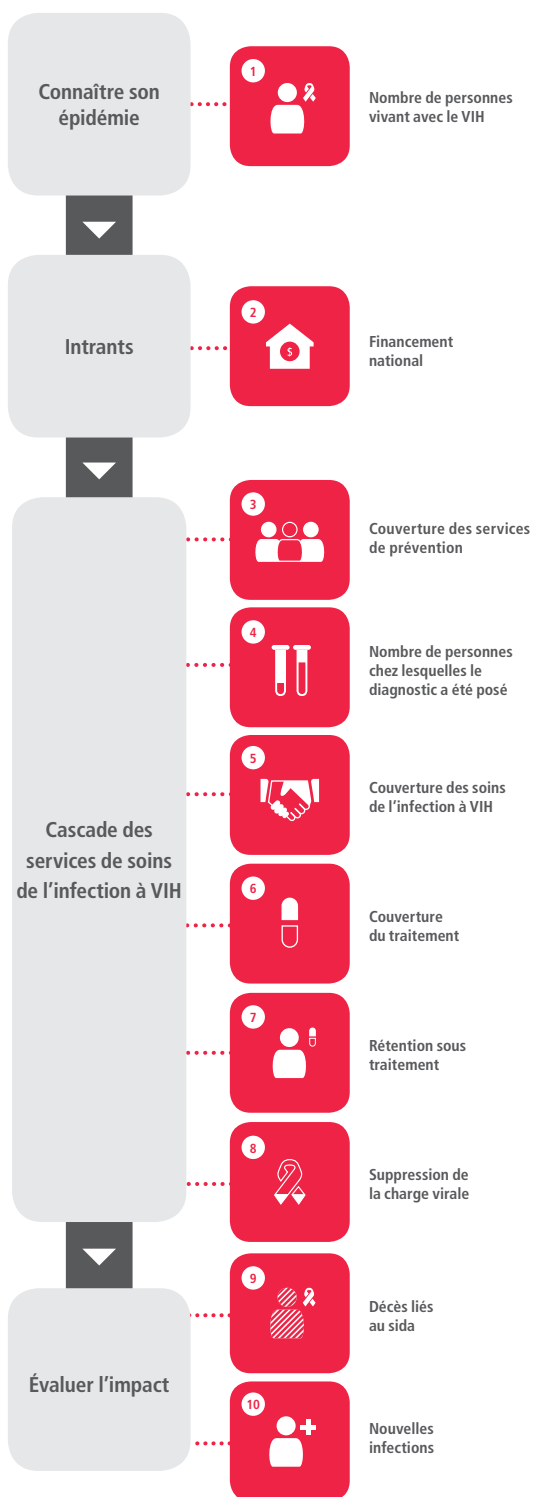 Connaître son
épidémie
1
Nombre de personnes
vivant avec le VIH
Intrants
2
$
Financement
national
Cascade des
services de soins
de l'infection à VIH
3
Couverture des services
de prévention
4
Nombre de personnes
chez lesquelles le
diagnostic a été posé
5
Couverture des soins
de l'infection à VIH
6
Couverture
du traitement
7
Rétention sous
traitement
8
Suppression de
la charge virale
Évaluer l'impact
9
Décès liés
au sida
10
Nouvelles
infections